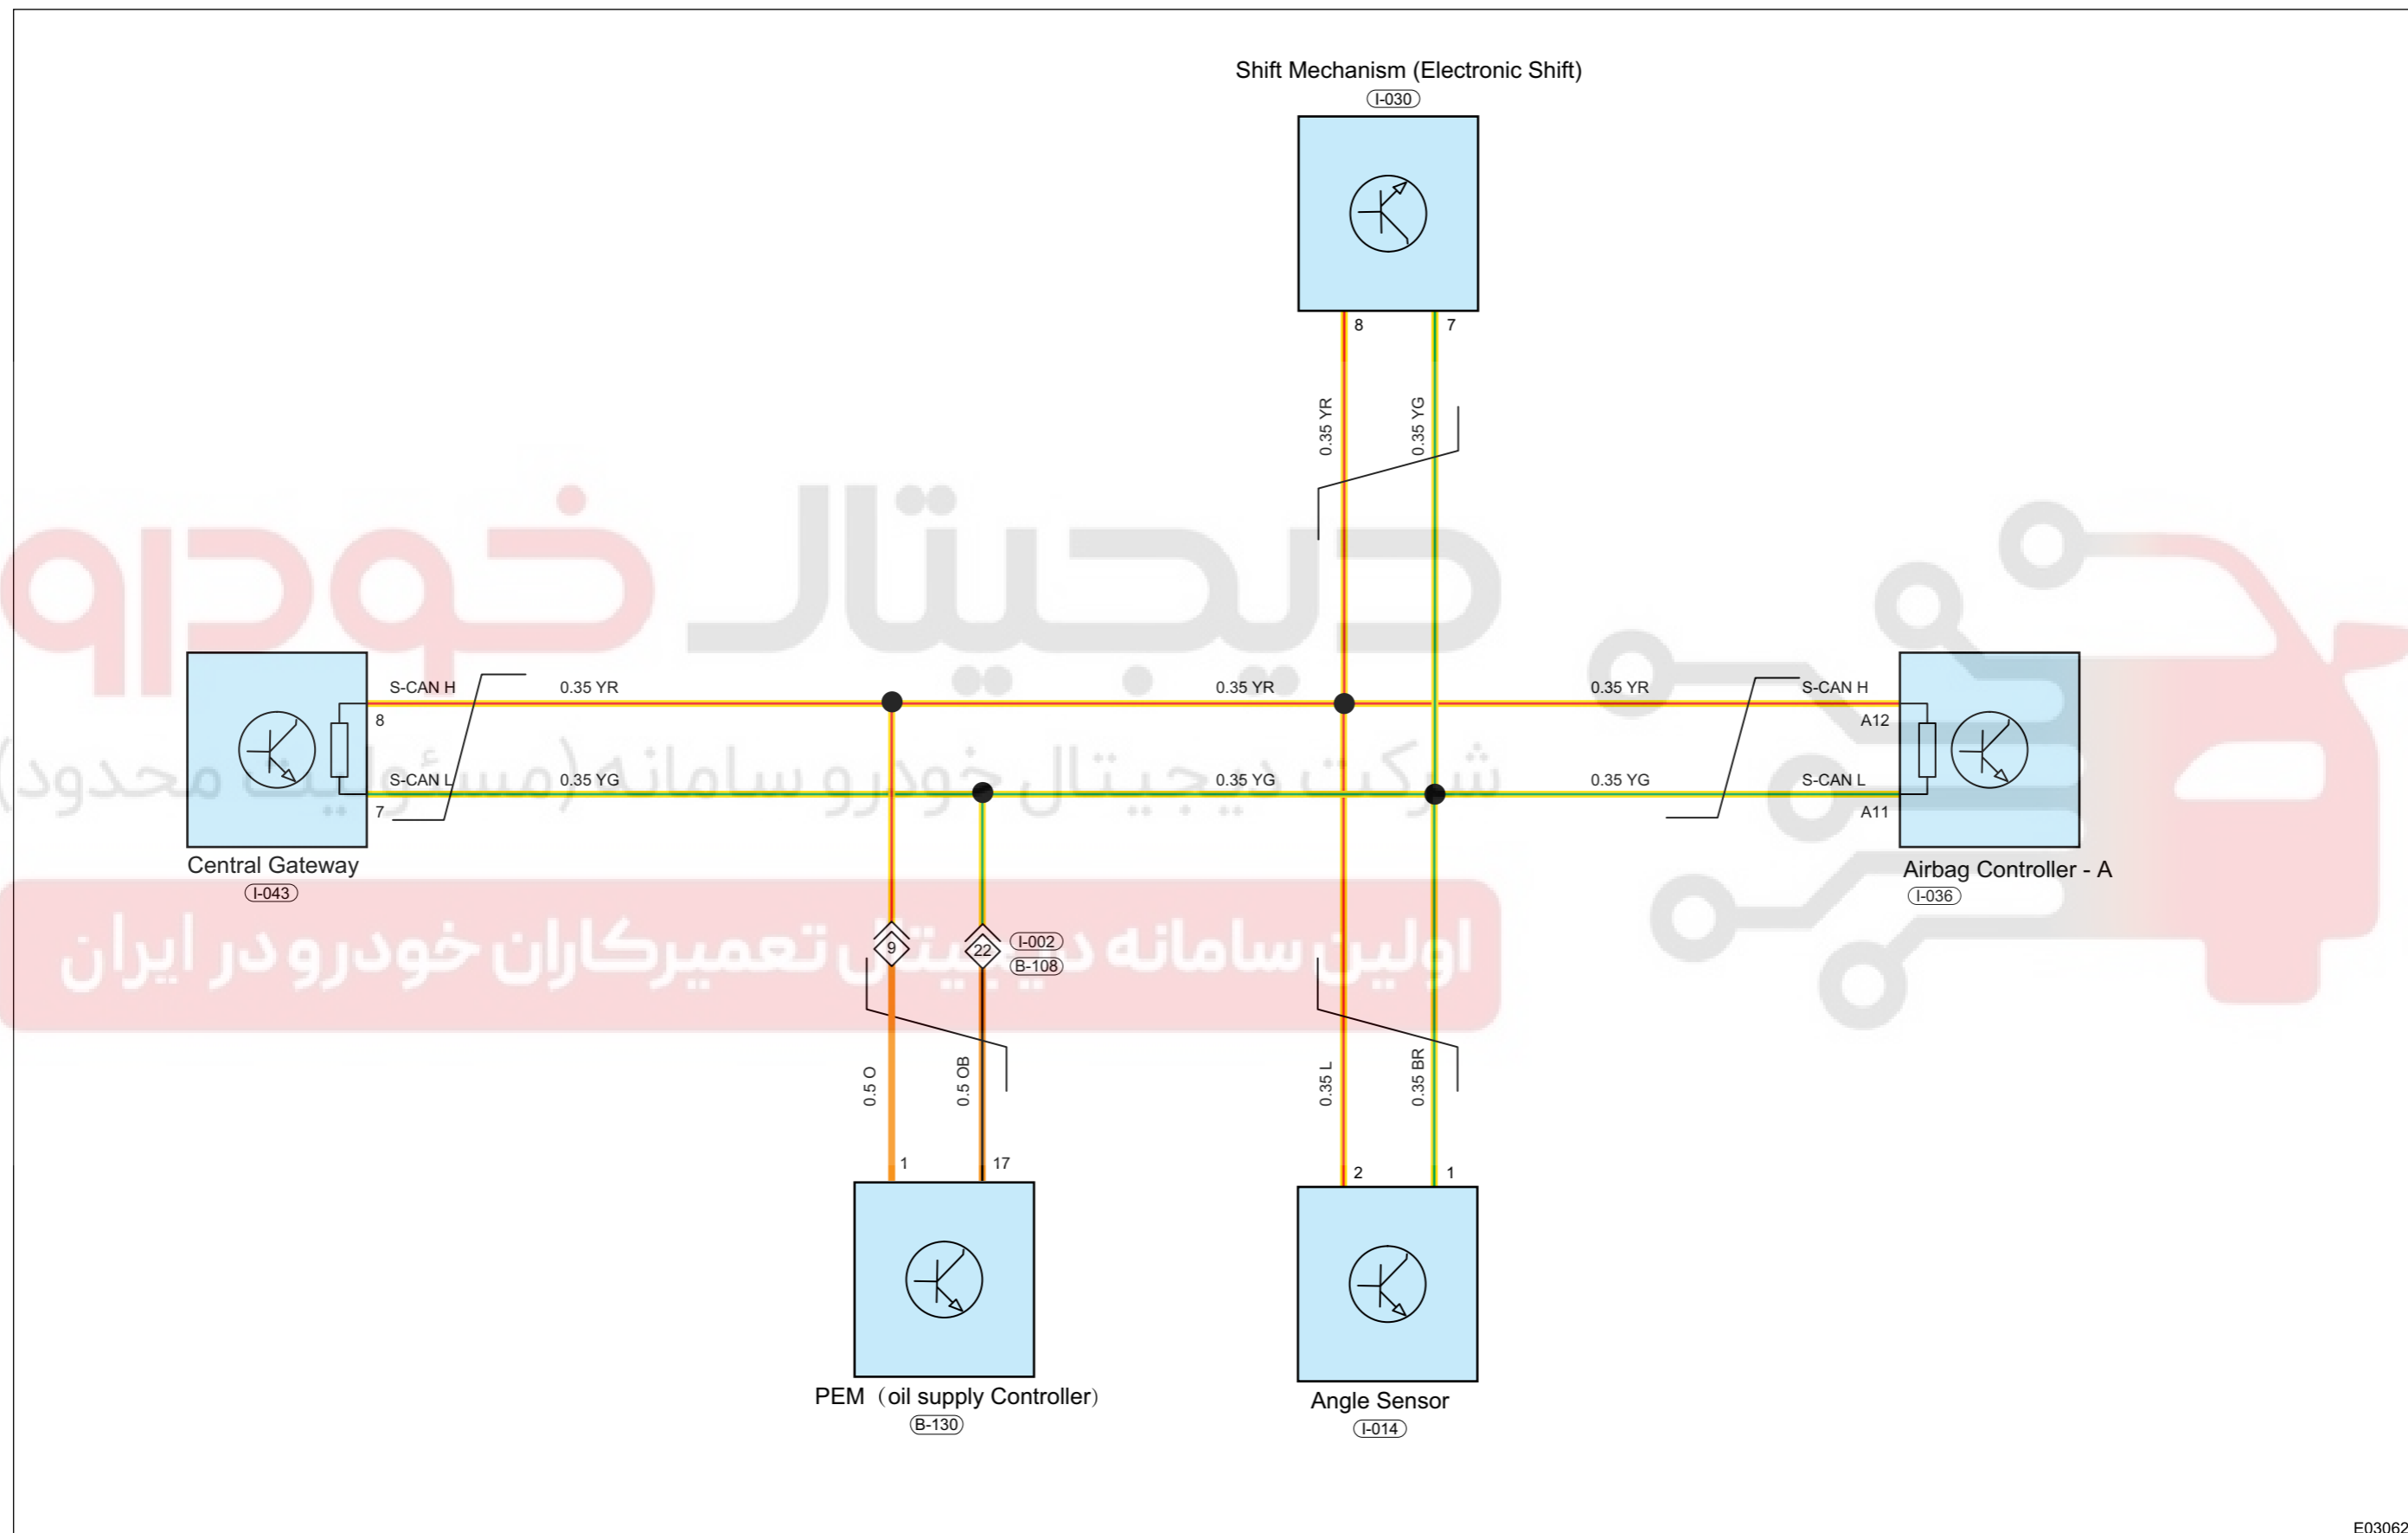 Shift Mechanism (Electronic Shift)
I-030
8 7
0.35 YR
0.35 YG
دیجیتال خودرو
S-CAN H 0.35 YR 0.35 YR 0.35 YR S-CAN H
8 A12
شرکت دیجیتال خودرو سامانه (مسئولیت محدود)
S-CAN L 0.35 YG 0.35 YG 0.35 YG S-CAN L
7 A11
Central Gateway
I-043
Airbag Controller - A
I-036
اولین سامانه دیجیتال تعمیرکاران خودرو در ایران
9 22
I-002
B-108
0.5 O
0.5 OB
0.35 L
0.35 BR
1 17
2 1
PEM（oil supply Controller）
B-130
Angle Sensor
I-014
E03062